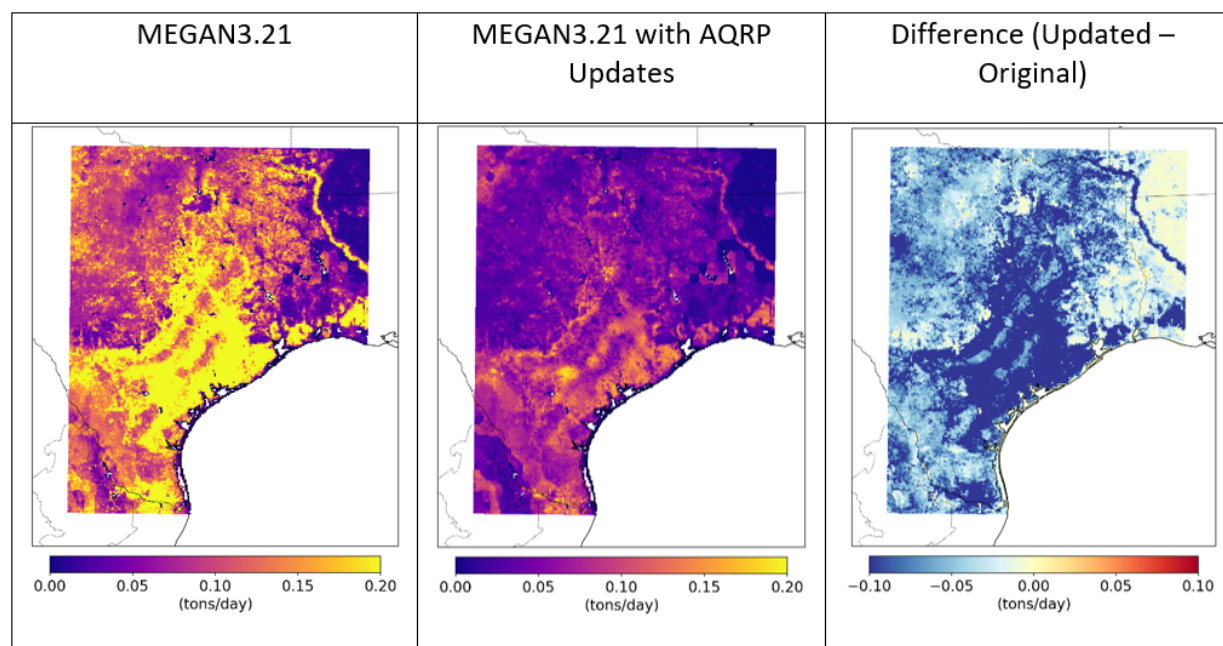 MEGAN3.21
MEGAN3.21 with AQRP
Updates
Difference (Updated –
Original)
0.00 0.05 0.10 0.15 0.20
(tons/day)
0.00 0.05 0.10 0.15 0.20
(tons/day)
−0.10 −0.05 0.00 0.05 0.10
(tons/day)